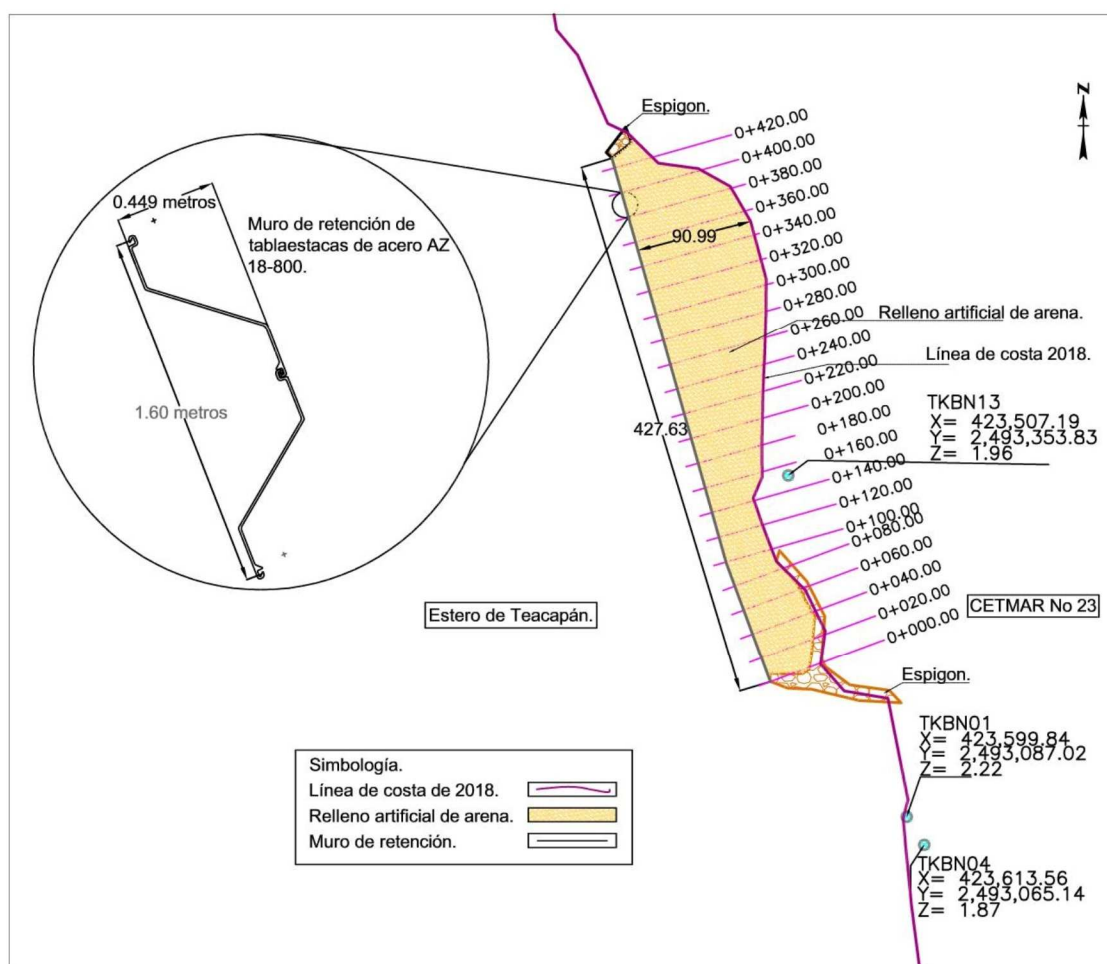 Espigon.
N
0+420.00
0+400.00
0+380.00
0+360.00
0+340.00
0+320.00
0+300.00
0+280.00
0+260.00
0+240.00
0+220.00
0+200.00
0+180.00
0+160.00
0+140.00
0+120.00
0+100.00
0+080.00
0+060.00
0+040.00
0+020.00
0+000.00
0.449 metros
Muro de retención de
tablaestacas de acero AZ
18-800.
1.60 metros
90.99
427.63
Relleno artificial de arena.
Línea de costa 2018.
TKBN13
X= 423,507.19
Y= 2,493,353.83
Z= 1.96
Estero de Teacapán.
CETMAR No 23
Espigon.
TKBN01
X= 423,599.84
Y= 2,493,087.02
Z= 2.22
TKBN04
X= 423,613.56
Y= 2,493,065.14
Z= 1.87
Simbología.
Línea de costa de 2018.
Relleno artificial de arena.
Muro de retención.